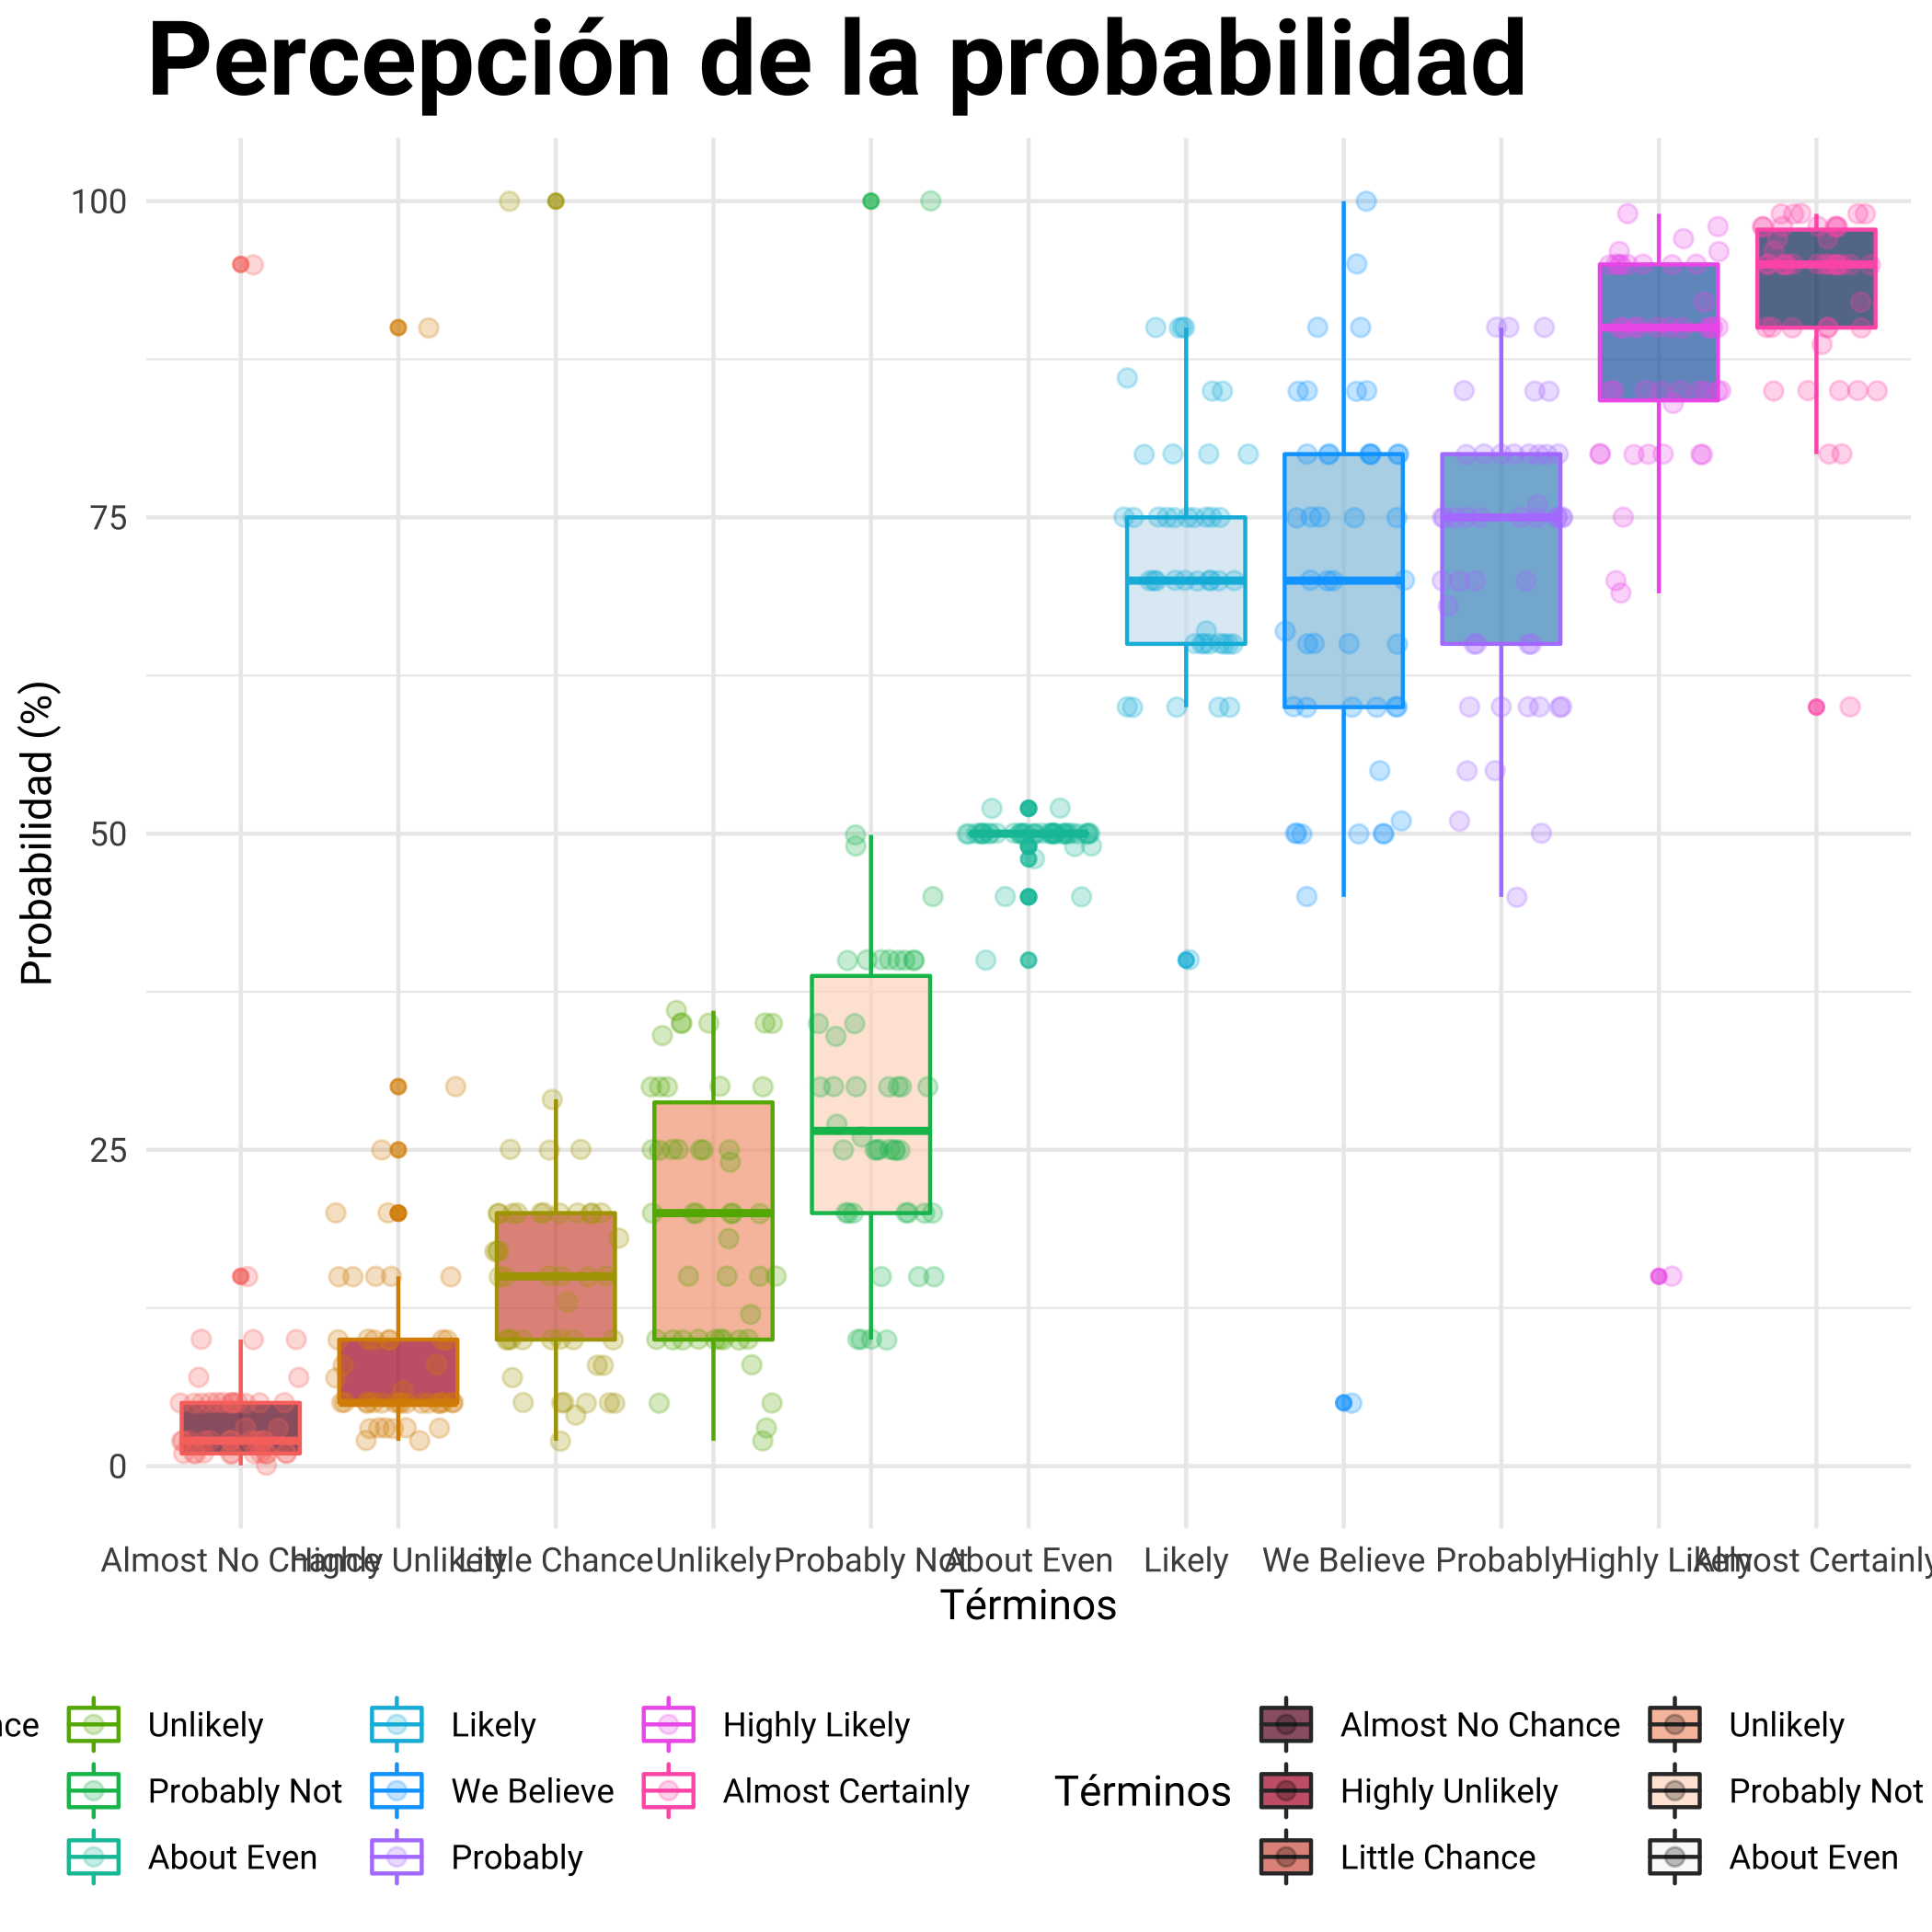 Percepción de la probabilidad
100
75
50
25
0
Probabilidad (%)
Almost No Chance Highly Unlikely Little Chance Unlikely Probably Not About Even Likely We Believe Probably Highly Likely Almost Certainly
Términos
nce Unlikely Likely Highly Likely Almost No Chance Unlikely
Probably Not We Believe Almost Certainly Términos Highly Unlikely Probably Not
About Even Probably Little Chance About Even